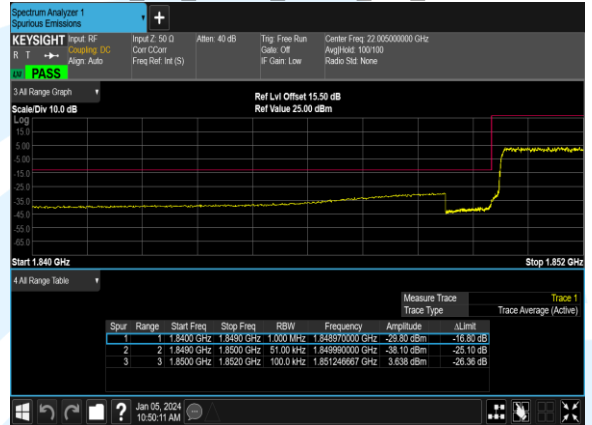 Spectrum Analyzer 1
Spurious Emissions
KEYSIGHT Input: RF Input Z: 50 Ω Atten: 40 dB Trig: Free Run Center Freq: 22.005000000 GHz
R T Coupling: DC Corr CCorr Gate: Off Avg|Hold: 100/100
Align: Auto Freq Ref: Int (S) IF Gain: Low Radio Std: None
PASS
3 All Range Graph
Ref Lvl Offset 15.50 dB
Scale/Div 10.0 dB Ref Value 25.00 dBm
Log
15.0
5.00
-5.00
-15.0
-25.0
-35.0
-45.0
-55.0
-65.0
Start 1.840 GHz Stop 1.852 GHz
4 All Range Table
Measure Trace Trace 1
Trace Type Trace Average (Active)
Spur Range Start Freq Stop Freq RBW Frequency Amplitude ΔLimit
1 1 1.8400 GHz 1.8490 GHz 1.000 MHz 1.848970000 GHz -29.80 dBm -16.80 dB
2 2 1.8490 GHz 1.8500 GHz 51.00 kHz 1.849990000 GHz -38.10 dBm -25.10 dB
3 3 1.8500 GHz 1.8520 GHz 100.0 kHz 1.851246667 GHz 3.638 dBm -26.36 dB
? Jan 05, 2024
10:50:11 AM